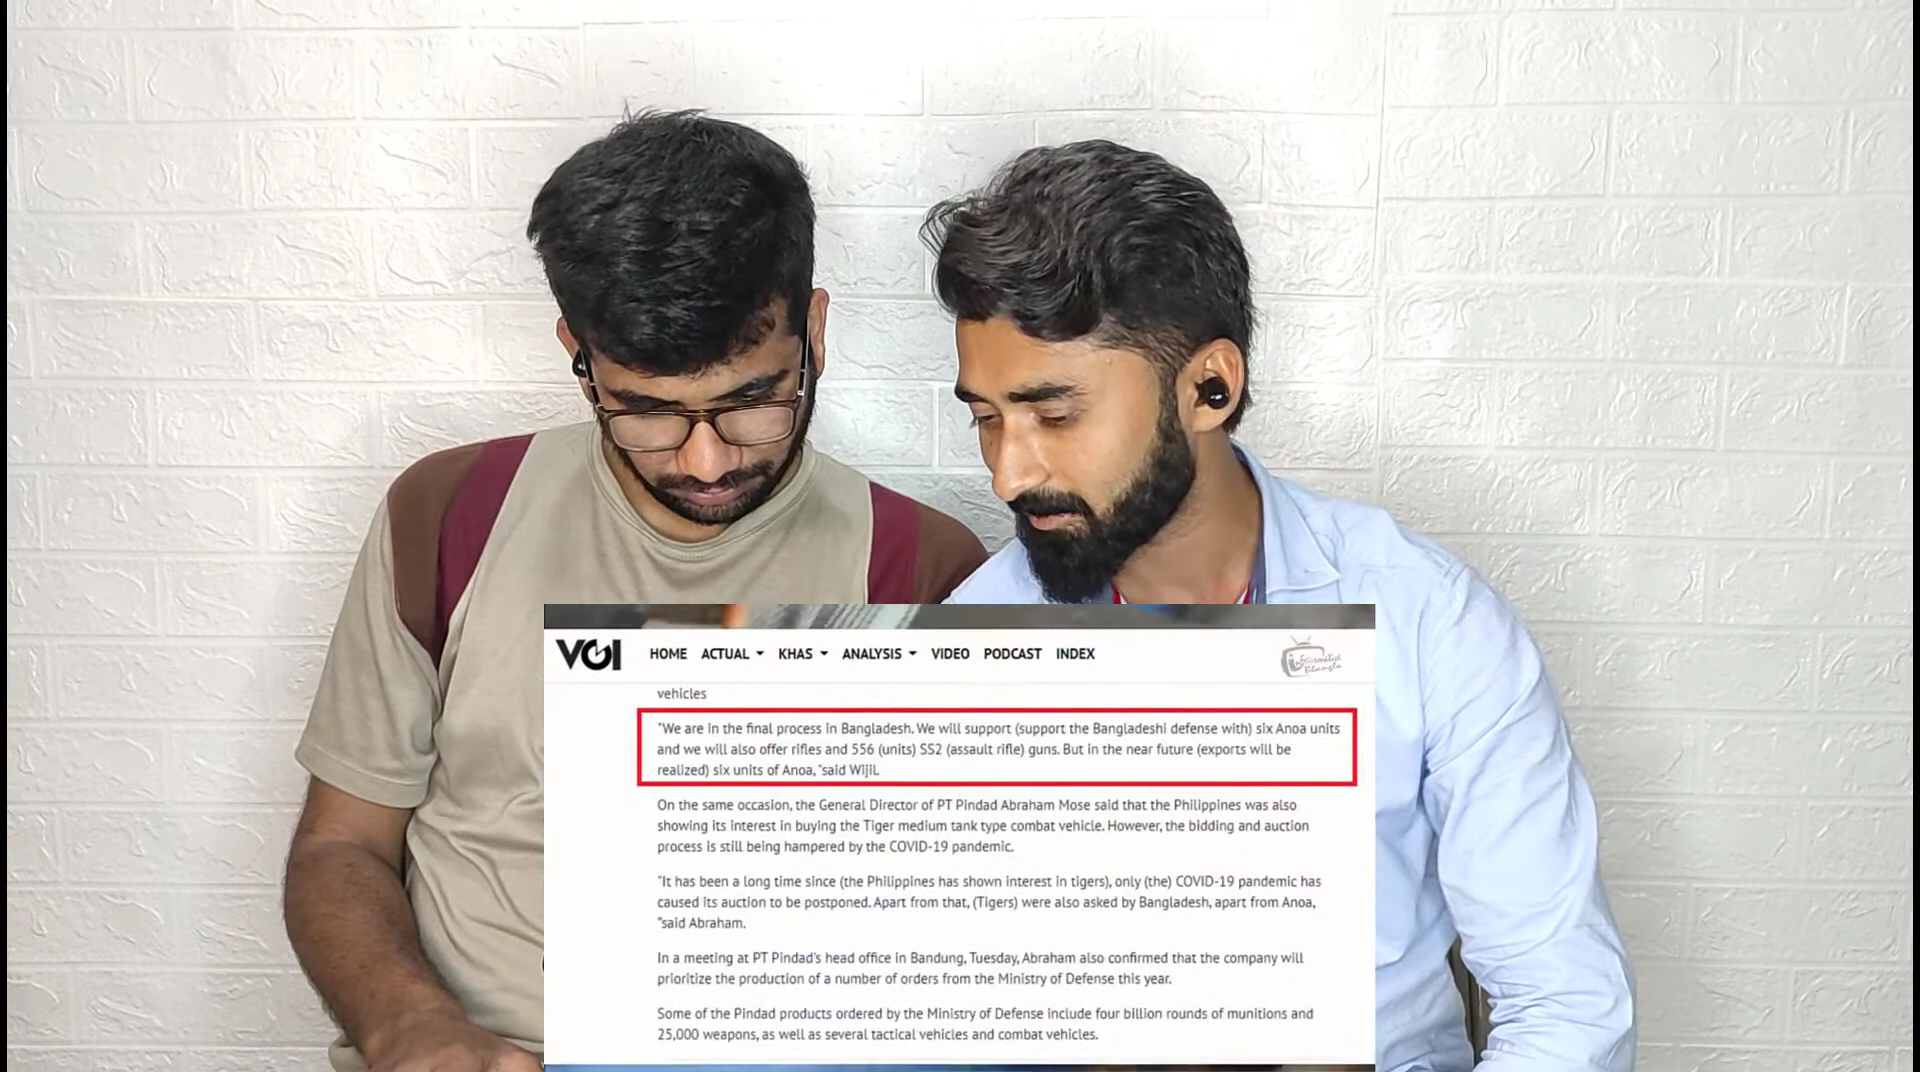 VOI HOME ACTUAL KHAS ANALYSIS VIDEO PODCAST INDEX
Informative Bangla
vehicles
"We are in the final process in Bangladesh. We will support (support the Bangladeshi defense with) six Anoa units
and we will also offer rifles and 556 (units) SS2 (assault rifle) guns. But in the near future (exports will be
realized) six units of Anoa, "said Wijil.
On the same occasion, the General Director of PT Pindad Abraham Mose said that the Philippines was also
showing its interest in buying the Tiger medium tank type combat vehicle. However, the bidding and auction
process is still being hampered by the COVID-19 pandemic.
"It has been a long time since (the Philippines has shown interest in tigers), only (the) COVID-19 pandemic has
caused its auction to be postponed. Apart from that, (Tigers) were also asked by Bangladesh, apart from Anoa,
"said Abraham.
In a meeting at PT Pindad's head office in Bandung, Tuesday, Abraham also confirmed that the company will
prioritize the production of a number of orders from the Ministry of Defense this year.
Some of the Pindad products ordered by the Ministry of Defense include four billion rounds of munitions and
25,000 weapons, as well as several tactical vehicles and combat vehicles.